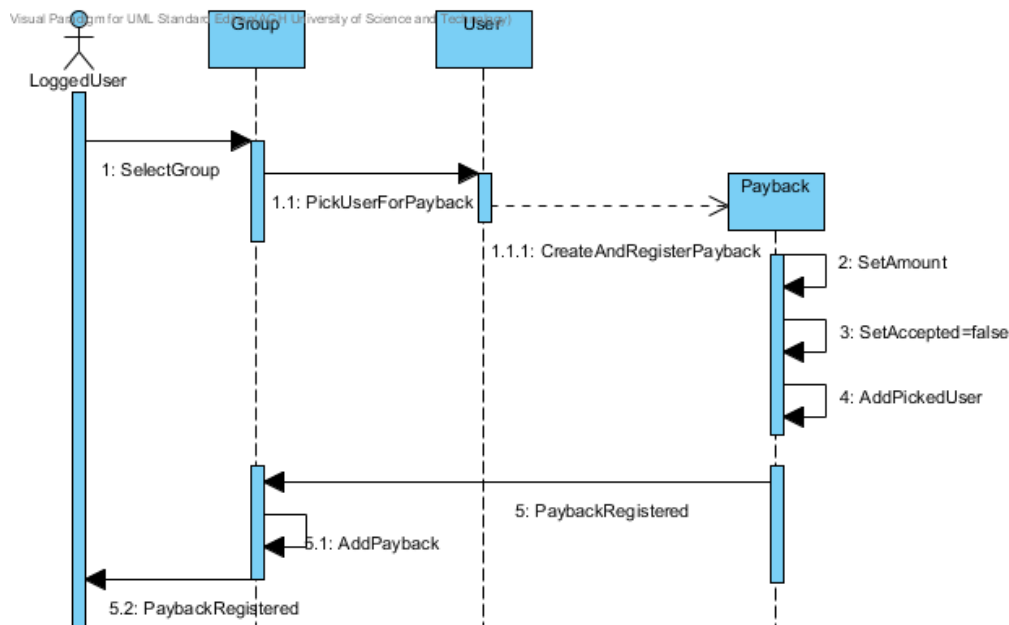 Visual Paradigm for UML Standard Edition(AGH University of Science and Technology)
Group
User
LoggedUser
1: SelectGroup
Payback
1.1: PickUserForPayback
1.1.1: CreateAndRegisterPayback
2: SetAmount
3: SetAccepted=false
4: AddPickedUser
5: PaybackRegistered
5.1: AddPayback
5.2: PaybackRegistered